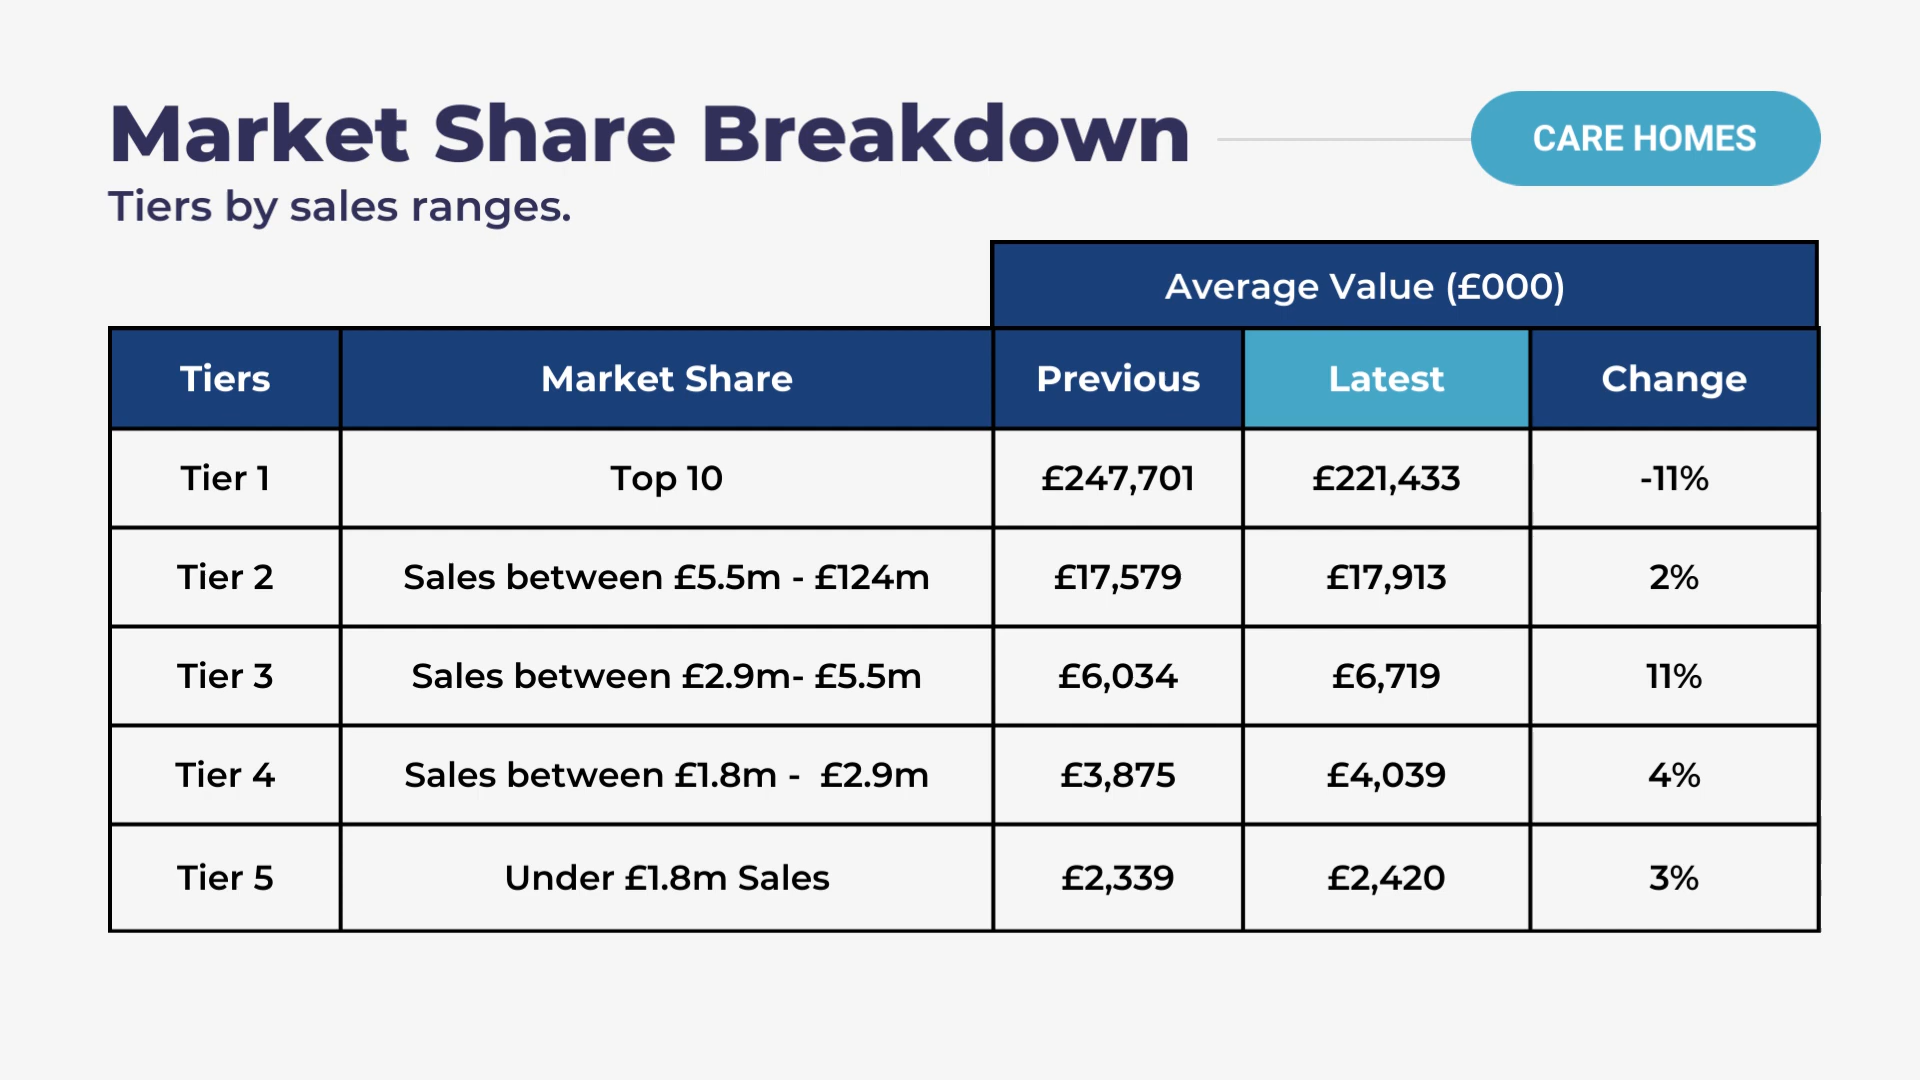 Market Share Breakdown
CARE HOMES
Tiers by sales ranges.
Average Value (£000)
Tiers Market Share Previous Latest Change
Tier 1 Top 10 £247,701 £221,433 -11%
Tier 2 Sales between £5.5m - £124m £17,579 £17,913 2%
Tier 3 Sales between £2.9m- £5.5m £6,034 £6,719 11%
Tier 4 Sales between £1.8m -  £2.9m £3,875 £4,039 4%
Tier 5 Under £1.8m Sales £2,339 £2,420 3%